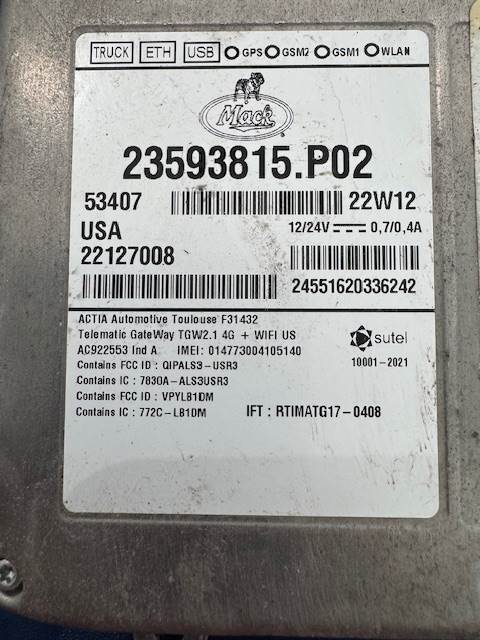 TRUCK ETH USB GPS GSM2 GSM1 WLAN
Mack
23593815.P02
53407 22W12
USA 12/24V 0,7/0,4A
22127008
24551620336242
ACTIA Automotive Toulouse F31432
Telematic GateWay TGW2.1 4G + WIFI US
AC922553 Ind A IMEI: 014773004105140
Contains FCC ID : QIPALS3-USR3
Contains IC : 7830A-ALS3USR3
Contains FCC ID : VPYLB1DM
Contains IC : 772C-LB1DM
sutel
10001-2021
IFT : RTIMATG17-0408